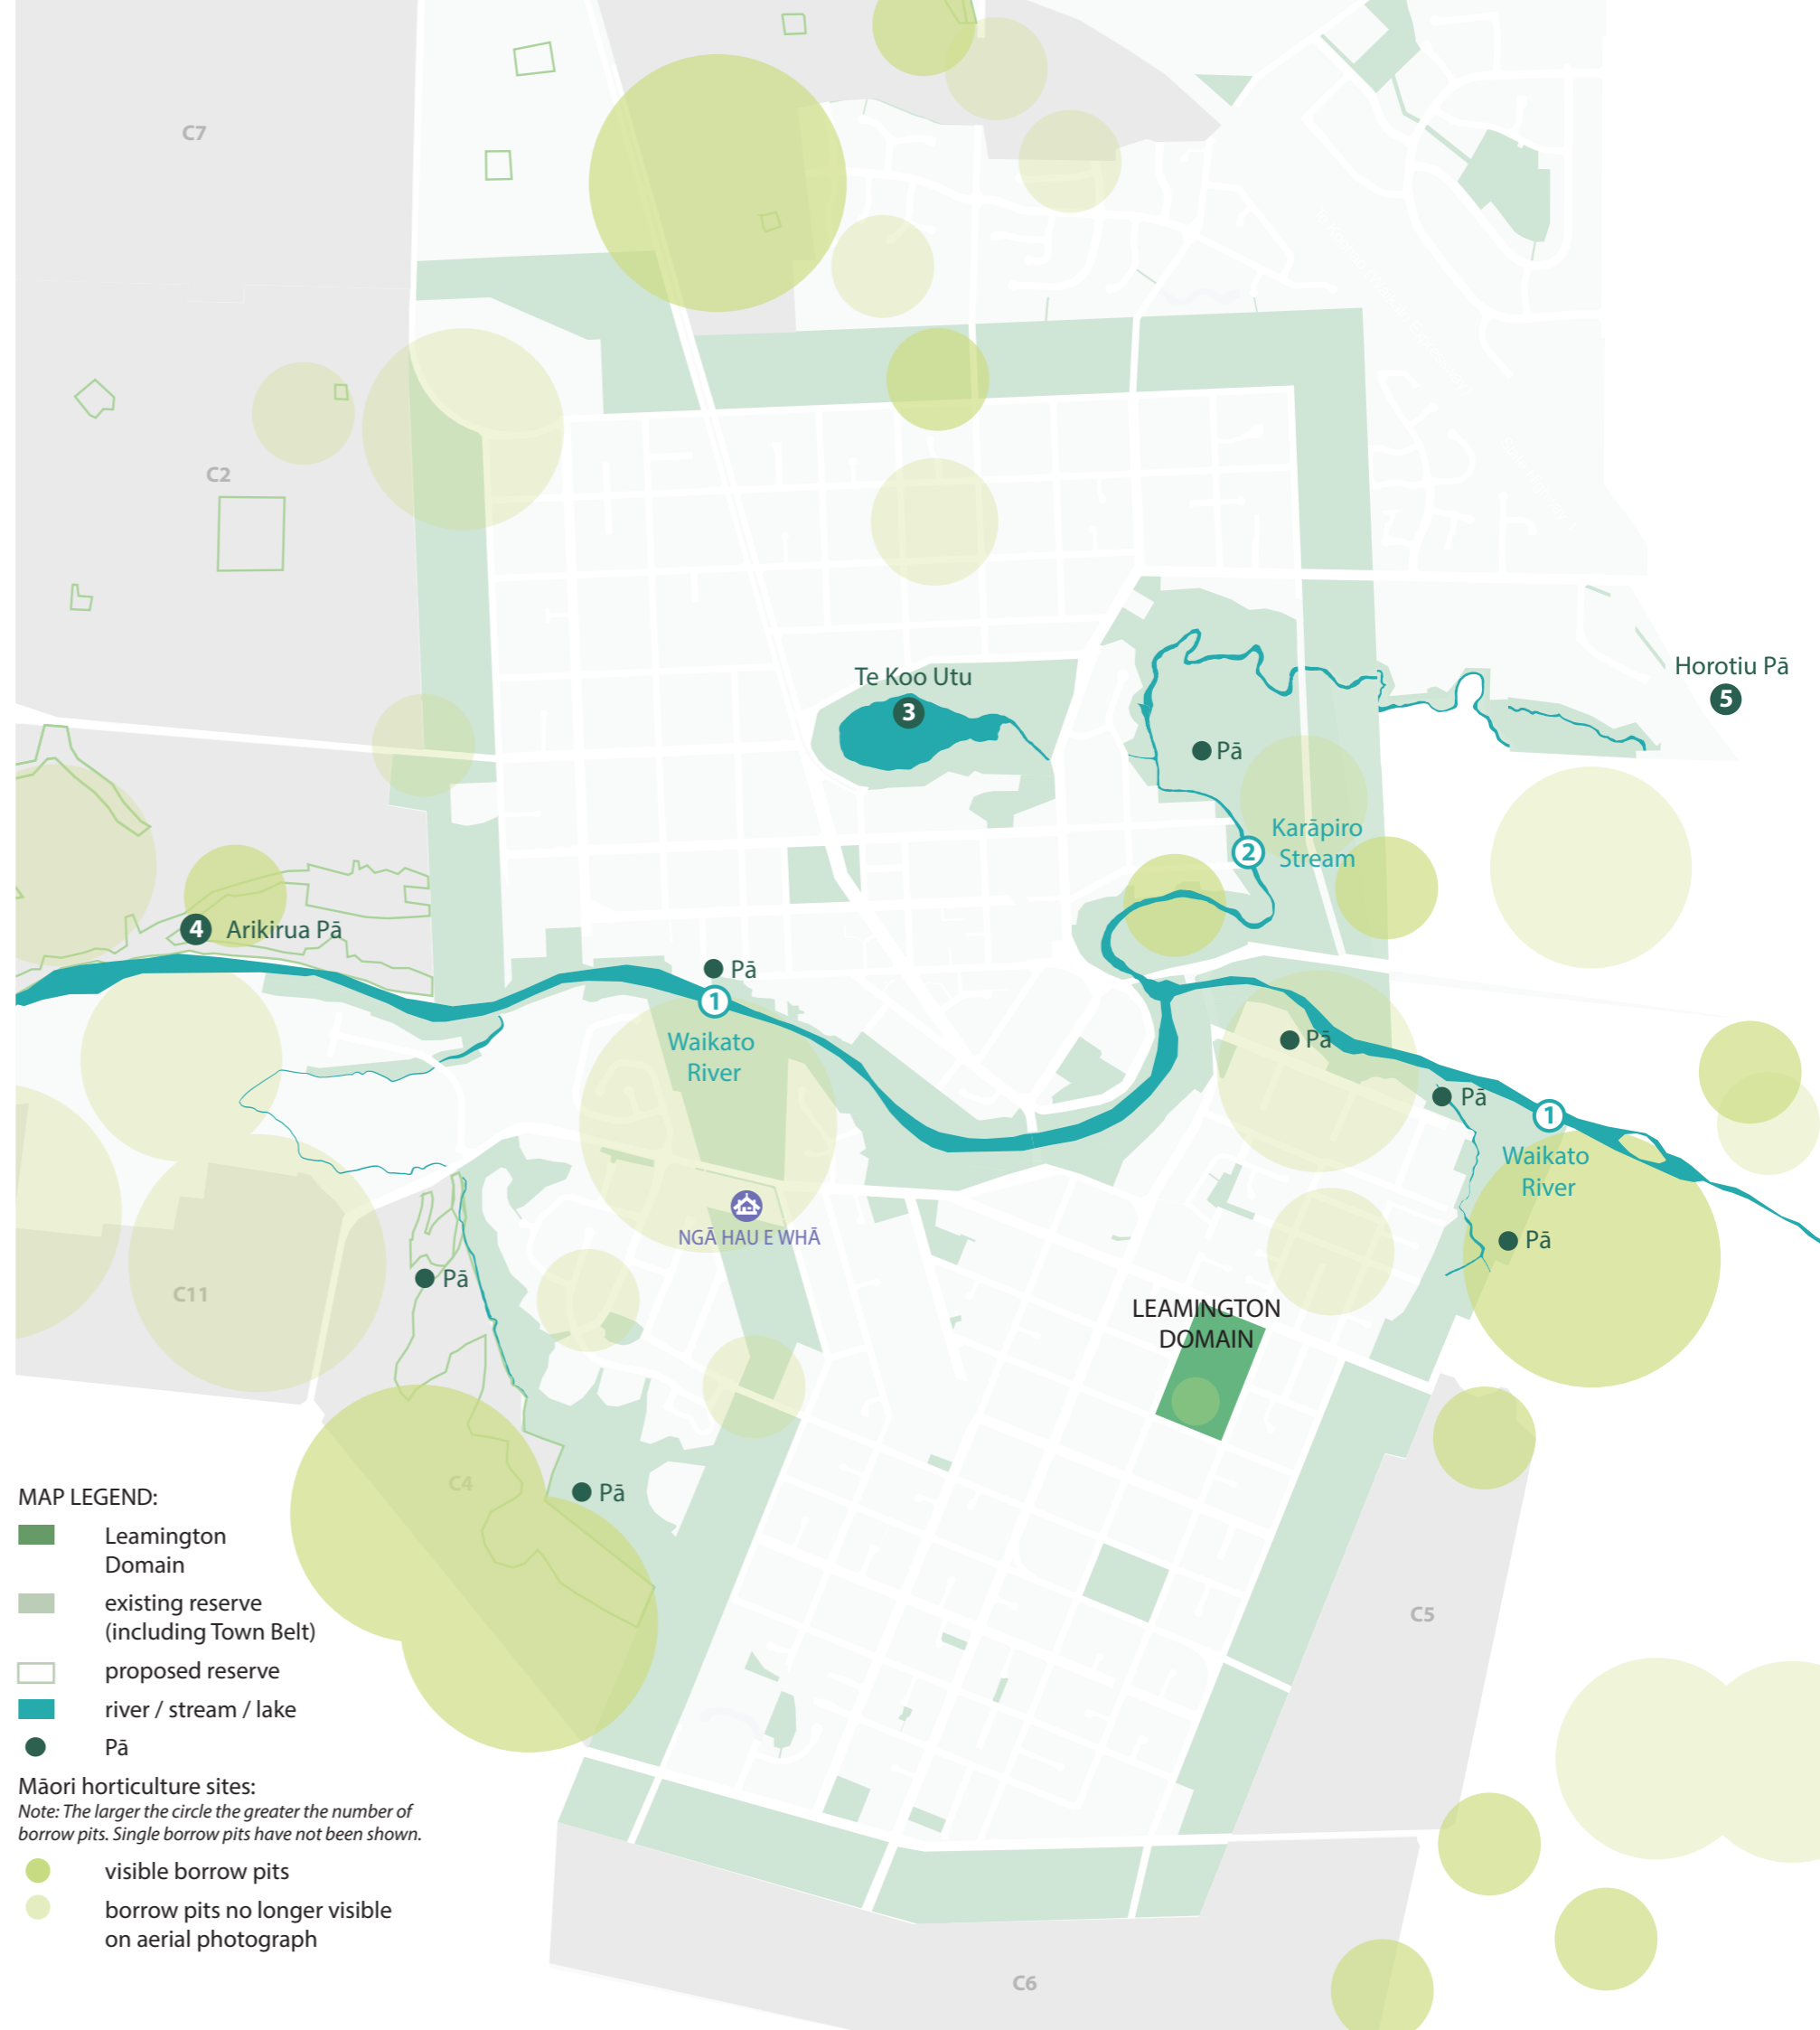 C7
C2
Te Koo Utu
3
Horotiu Pā
5
Pā
Karāpiro
Stream
2
4
Arikirua Pā
Pā
1
Waikato
River
Pā
Pā
1
Waikato
River
NGĀ HAU E WHĀ
Pā
Pā
C11
LEAMINGTON
DOMAIN
C4
Pā
C5
C6
MAP LEGEND:
Leamington
Domain
existing reserve
(including Town Belt)
proposed reserve
river / stream / lake
Pā
Māori horticulture sites:
Note: The larger the circle the greater the number of
borrow pits. Single borrow pits have not been shown.
visible borrow pits
borrow pits no longer visible
on aerial photograph